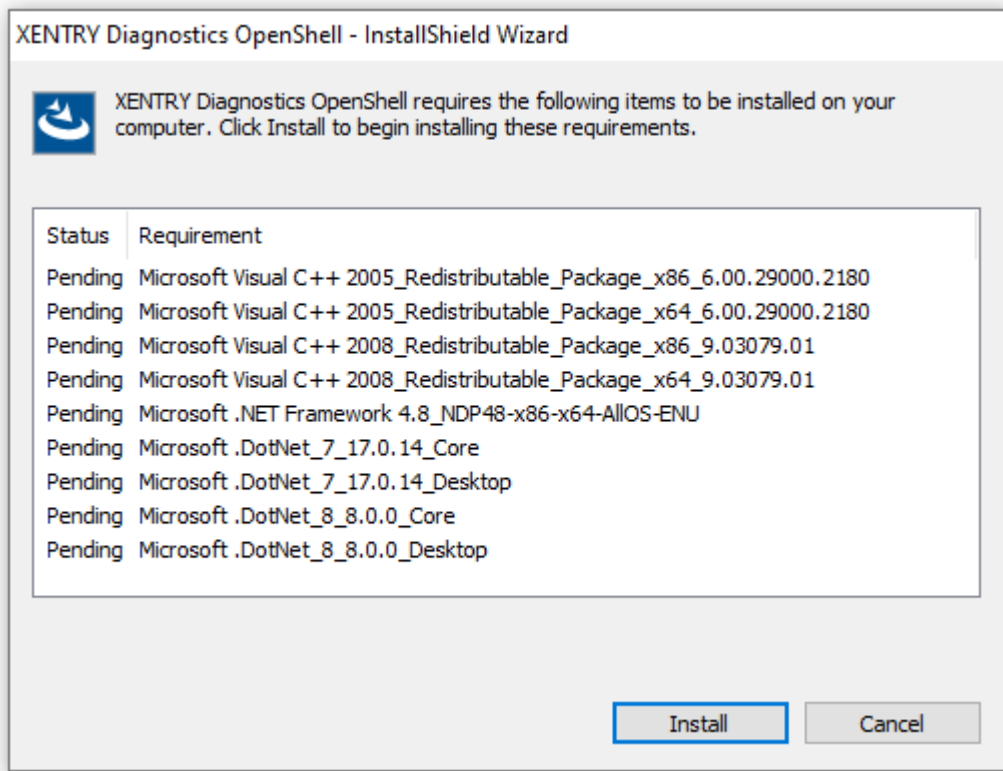 XENTRY Diagnostics OpenShell - InstallShield Wizard
XENTRY Diagnostics OpenShell requires the following items to be installed on your
computer. Click Install to begin installing these requirements.
Status Requirement
Pending Microsoft Visual C++ 2005_Redistributable_Package_x86_6.00.29000.2180
Pending Microsoft Visual C++ 2005_Redistributable_Package_x64_6.00.29000.2180
Pending Microsoft Visual C++ 2008_Redistributable_Package_x86_9.03079.01
Pending Microsoft Visual C++ 2008_Redistributable_Package_x64_9.03079.01
Pending Microsoft .NET Framework 4.8_NDP48-x86-x64-AllOS-ENU
Pending Microsoft .DotNet_7_17.0.14_Core
Pending Microsoft .DotNet_7_17.0.14_Desktop
Pending Microsoft .DotNet_8_8.0.0_Core
Pending Microsoft .DotNet_8_8.0.0_Desktop
Install Cancel